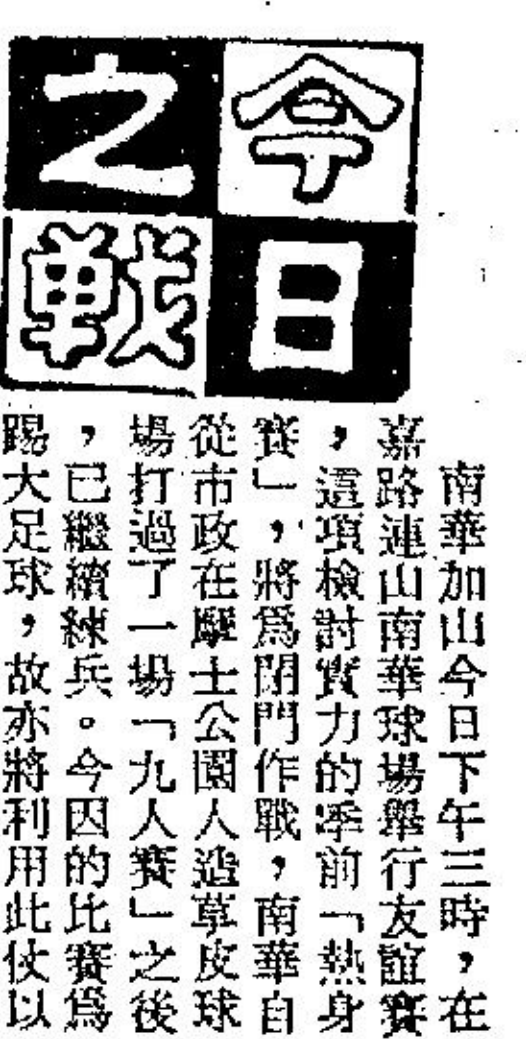 今日
之戰
南華加山今日下午三時，在
嘉路連山南華球場舉行友誼賽
，這項檢討實力的季前「熱身
賽」，將為閉門作戰，南華自
從市政在摩士公園人造草皮球
場打過了一場「九人賽」之後
，已繼續練兵。今因的比賽為
踢大足球，故亦將利用此仗以